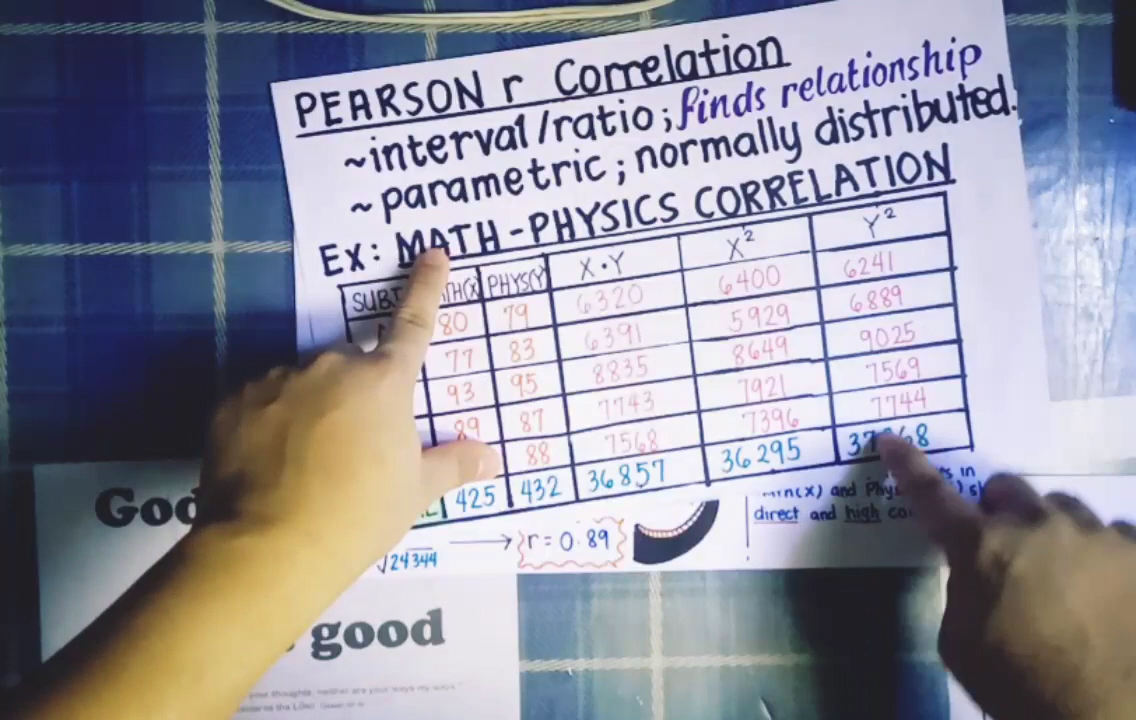 PEARSON r Correlation
~interval/ratio; finds relationship
~ parametric; normally distributed.
EX: MATH-PHYSICS CORRELATION
PHYS(Y) X·Y X² Y²
80 79 6320 6400 6241
77 83 6391 5929 6889
93 95 8835 8649 9025
89 87 7743 7921 7569
88 7568 7396 7744
425 432 36857 36295
√24344 r = 0.89
(X) and
direct and high
good